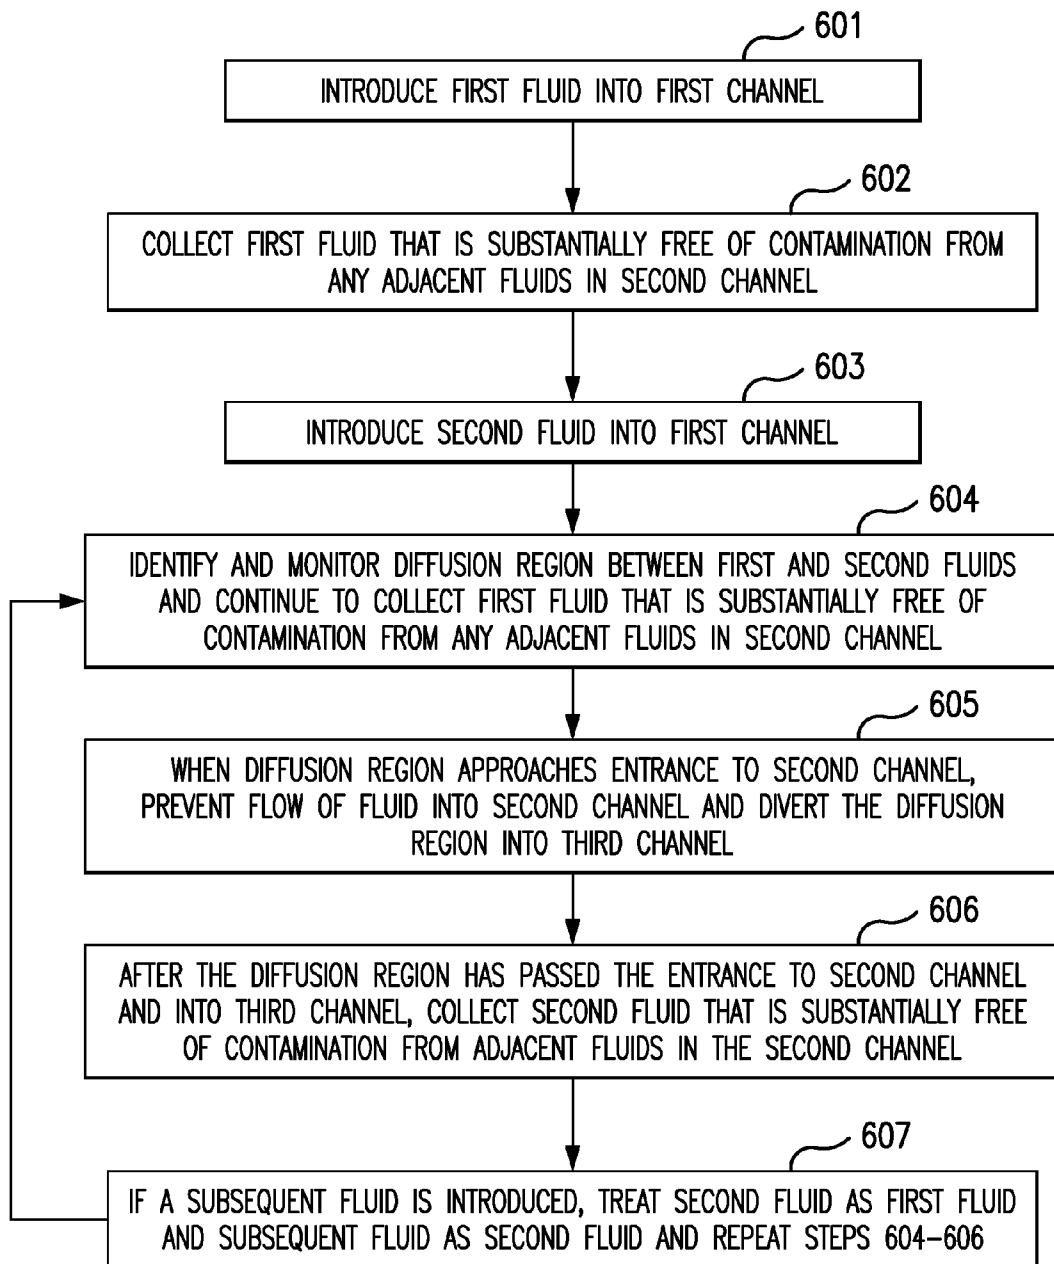 601
INTRODUCE FIRST FLUID INTO FIRST CHANNEL
602
COLLECT FIRST FLUID THAT IS SUBSTANTIALLY FREE OF CONTAMINATION FROM
ANY ADJACENT FLUIDS IN SECOND CHANNEL
603
INTRODUCE SECOND FLUID INTO FIRST CHANNEL
604
IDENTIFY AND MONITOR DIFFUSION REGION BETWEEN FIRST AND SECOND FLUIDS
AND CONTINUE TO COLLECT FIRST FLUID THAT IS SUBSTANTIALLY FREE OF
CONTAMINATION FROM ANY ADJACENT FLUIDS IN SECOND CHANNEL
605
WHEN DIFFUSION REGION APPROACHES ENTRANCE TO SECOND CHANNEL,
PREVENT FLOW OF FLUID INTO SECOND CHANNEL AND DIVERT THE DIFFUSION
REGION INTO THIRD CHANNEL
606
AFTER THE DIFFUSION REGION HAS PASSED THE ENTRANCE TO SECOND CHANNEL
AND INTO THIRD CHANNEL, COLLECT SECOND FLUID THAT IS SUBSTANTIALLY FREE
OF CONTAMINATION FROM ADJACENT FLUIDS IN THE SECOND CHANNEL
607
IF A SUBSEQUENT FLUID IS INTRODUCED, TREAT SECOND FLUID AS FIRST FLUID
AND SUBSEQUENT FLUID AS SECOND FLUID AND REPEAT STEPS 604-606